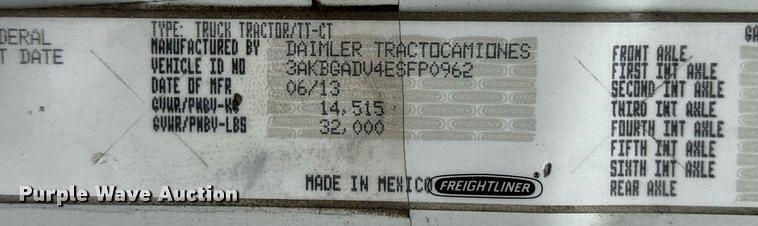 DERAL
T DATE
TYPE: TRUCK TRACTOR/TT-CT
MANUFACTURED BY DAIMLER TRACTOCAMIONES
VEHICLE ID NO 3AKBGADV4ESFP0962
DATE OF MFR 06/13
GVWR/PNBV-KG 14,515
GVWR/PNBV-LBS 32,000
MADE IN MEXICO FREIGHTLINER
GA
FRONT AXLE
FIRST INT AXLE
SECOND INT AXLE
THIRD INT AXLE
FOURTH INT AXLE
FIFTH INT AXLE
SIXTH INT AXLE
REAR AXLE
Purple Wave Auction